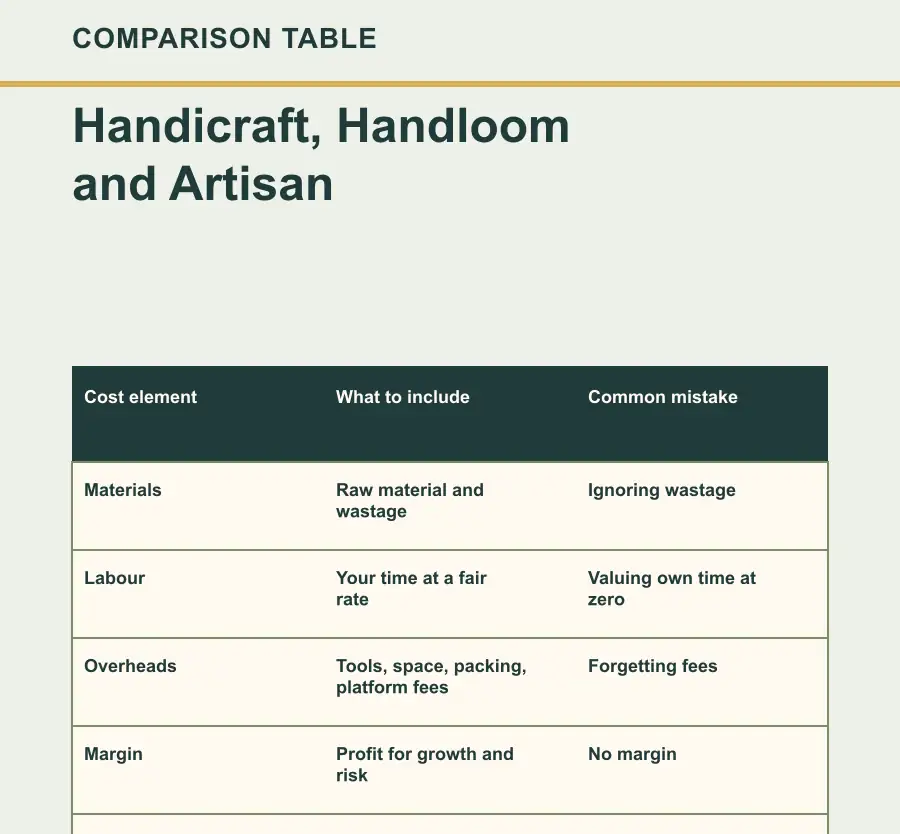 COMPARISON TABLE
Handicraft, Handloom
and Artisan
Cost element What to include Common mistake
Materials Raw material and Ignoring wastage
wastage
Labour Your time at a fair Valuing own time at
rate zero
Overheads Tools, space, packing, Forgetting fees
platform fees
Margin Profit for growth and No margin
risk